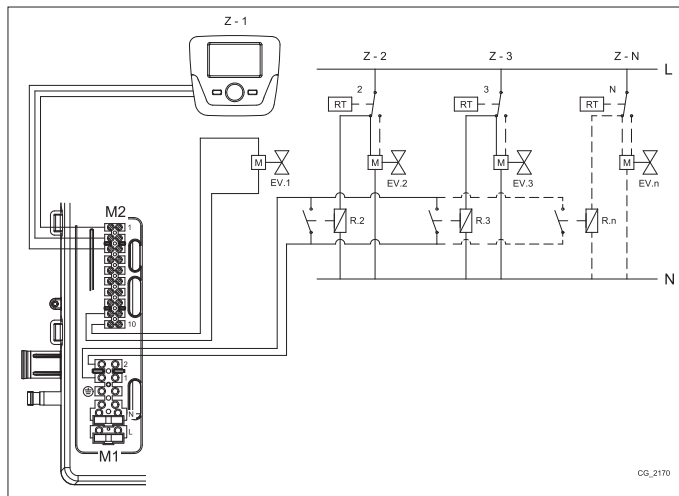 Z - 1
Z - 2
Z - 3
Z - N
L
2
3
N
RT
RT
RT
M
EV.1
M
EV.2
M
EV.3
M
EV.n
M2
1
R.2
R.3
R.n
N
10
2
1
N
L
M1
CG_2170